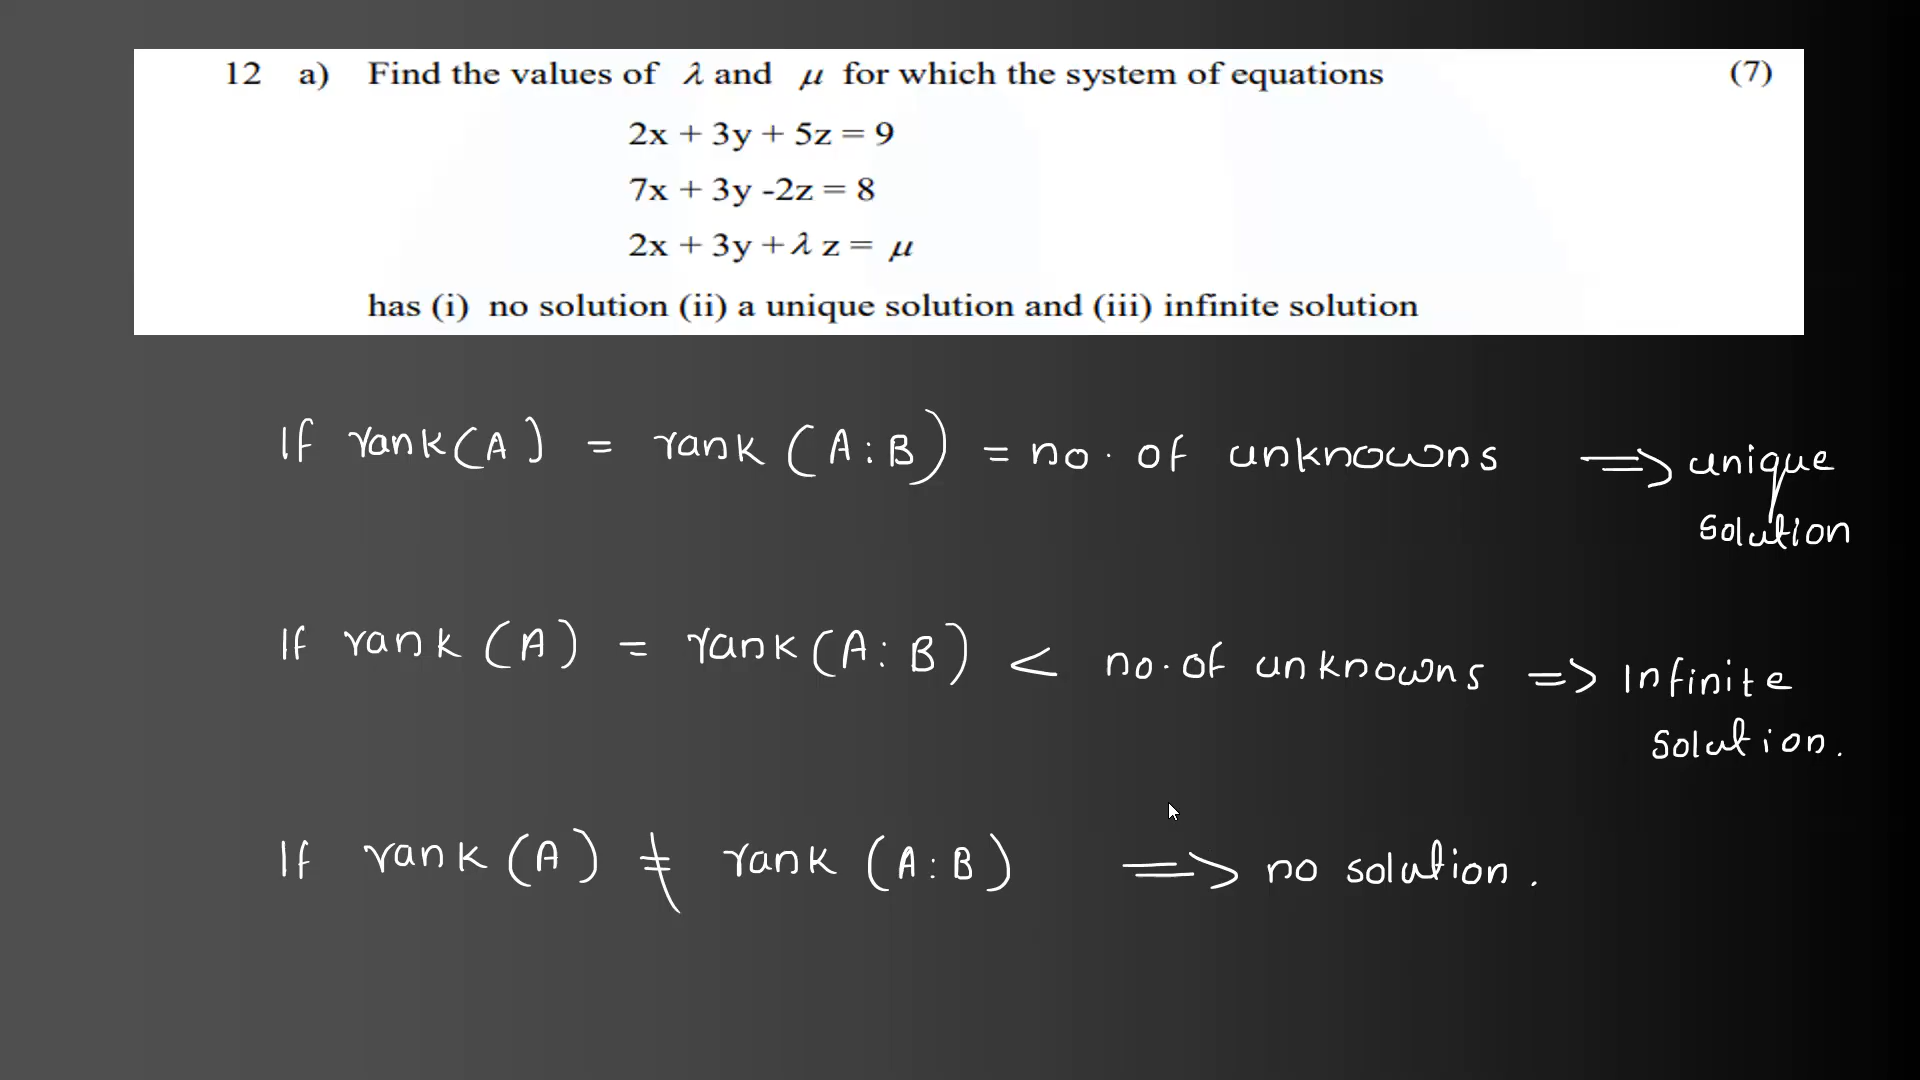 12 a) Find the values of λ and μ for which the system of equations (7)
2x + 3y + 5z = 9
7x + 3y -2z = 8
2x + 3y + λ z = μ
has (i) no solution (ii) a unique solution and (iii) infinite solution
If rank(A) = rank (A:B) = no. of unknowns => unique
solution
If rank (A) = rank(A:B) < no. of unknowns => Infinite
solution.
If rank (A) ≠ rank (A:B) => no solution.